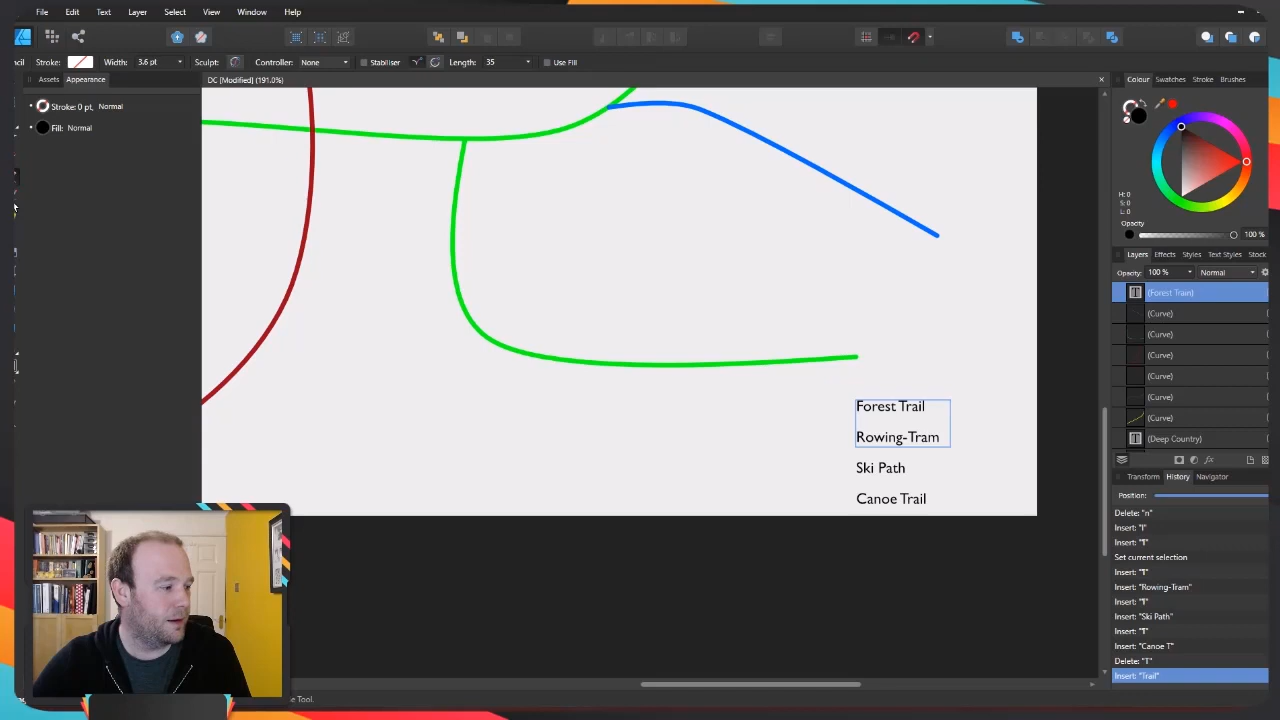 File Edit Text Layer Select View Window Help
Stroke: Width: 3.6 pt Sculpt: Controller: None Stabiliser Length: 35 Use Fill
Assets Appearance
DC [Modified] (191.0%)
Stroke: 0 pt, Normal
Fill: Normal
Forest Trail
Rowing-Tram
Ski Path
Canoe Trail
Colour Swatches Stroke Brushes
H: 0
S: 0
L: 0
Opacity
100 %
Layers Effects Styles Text Styles Stock
Opacity: 100 % Normal
(Forest Train)
(Curve)
(Curve)
(Curve)
(Curve)
(Curve)
(Curve)
(Deep Country)
Transform History Navigator
Position:
Delete: "n"
Insert: "l"
Set current selection
Insert: "Rowing-Tram"
Insert: "Ski Path"
Insert: "Canoe T"
Delete: "T"
Insert: "Trail"
Tool.